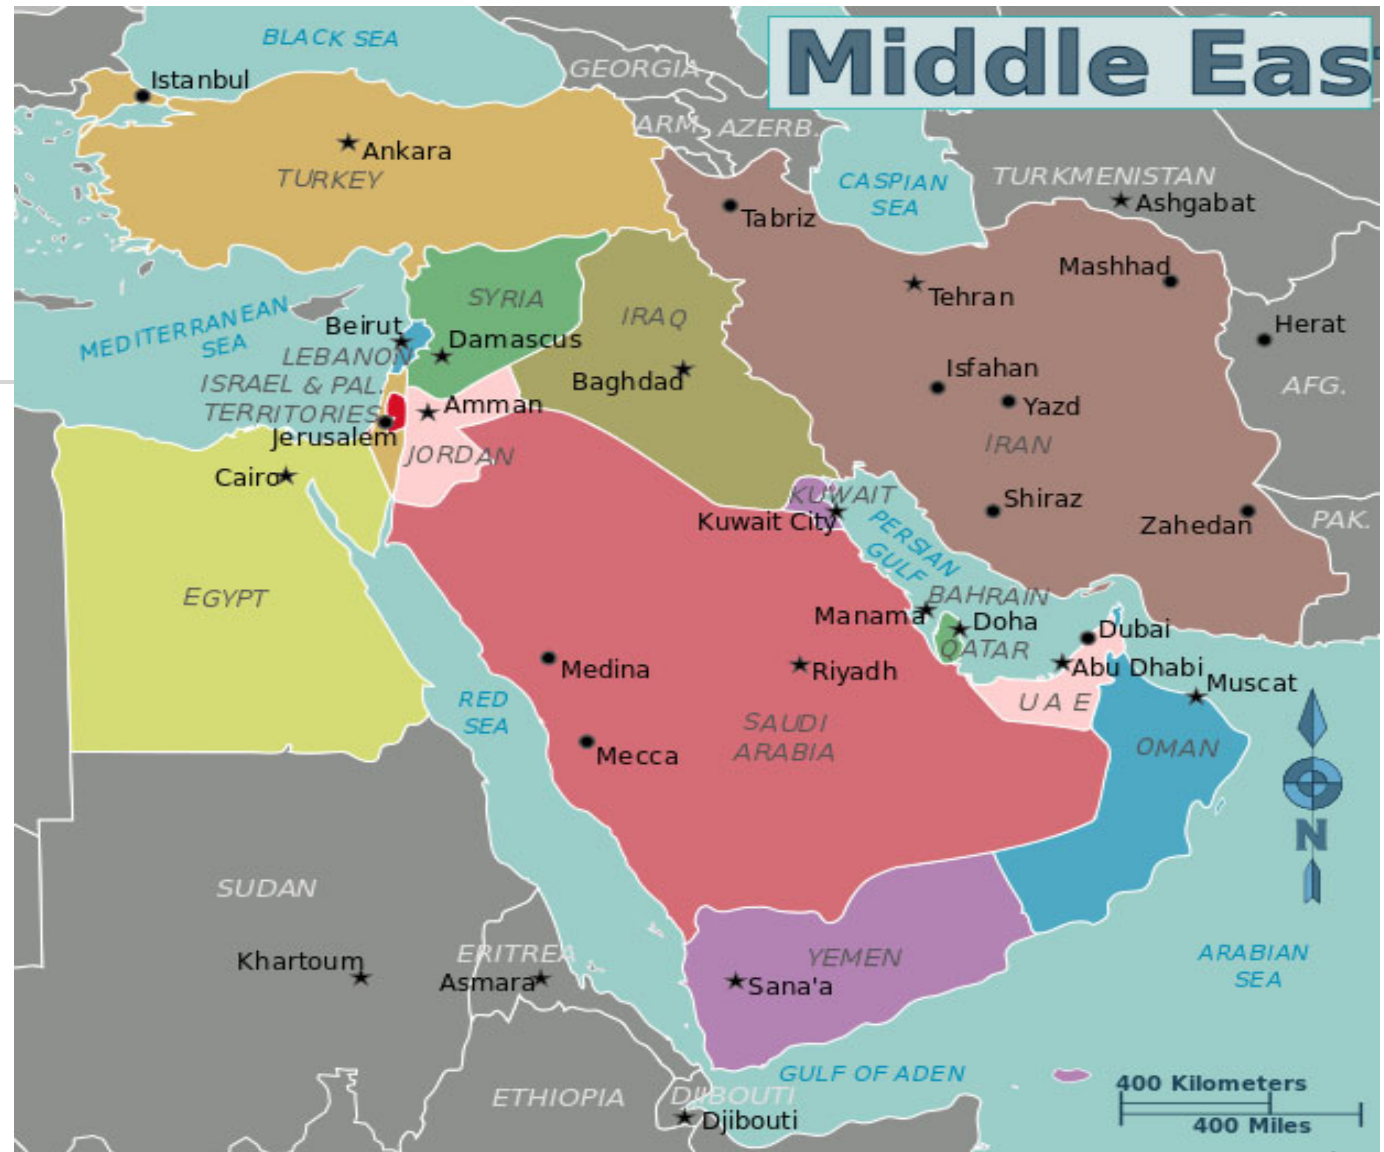 Middle Eas
BLACK SEA
GEORGIA
Istanbul
ARM.
AZERB.
Ankara
TURKEY
CASPIAN
SEA
TURKMENISTAN
Ashgabat
Tabriz
Mashhad
Tehran
SYRIA
IRAQ
MEDITERRANEAN
SEA
Beirut
Damascus
LEBANON
Herat
Baghdad
Isfahan
ISRAEL & PAL.
TERRITORIES
AFG.
Amman
Yazd
Jerusalem
JORDAN
IRAN
Cairo
KUWAIT
Kuwait City
Shiraz
Zahedan
PAK.
PERSIAN
GULF
EGYPT
BAHRAIN
Manama
Doha
QATAR
Dubai
Abu Dhabi
Medina
Riyadh
Muscat
RED
SEA
U A E
SAUDI
ARABIA
Mecca
OMAN
N
SUDAN
ERITREA
YEMEN
ARABIAN
SEA
Khartoum
Asmara
Sana'a
GULF OF ADEN
ETHIOPIA
DJIBOUTI
Djibouti
400 Kilometers
400 Miles